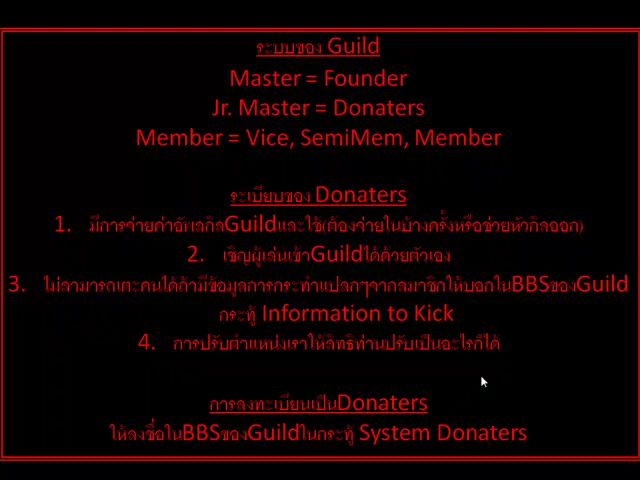 ระบบของ Guild
Master = Founder
Jr. Master = Donaters
Member = Vice, SemiMem, Member
ระเบียบของ Donaters
1. มีการจ่ายค่าอัพสกิลGuildและใช้(ต้องจ่ายในบ้างครั้งหรือช่วยหัวกิลออก)
2. เชิญผู้เล่นเข้าGuildได้ด้วยตัวเอง
3. ไม่สามารถเตะคนได้ถ้ามีข้อมูลการกระทำแปลกๆจากสมาชิกให้บอกในBBSของGuild
กระทู้ Information to Kick
4. การปรับตำแหน่งเราให้สิทธิท่านปรับเป็นอะไรก็ได้
การลงทะเบียนเป็นDonaters
ให้ลงชื่อในBBSของGuildในกระทู้ System Donaters